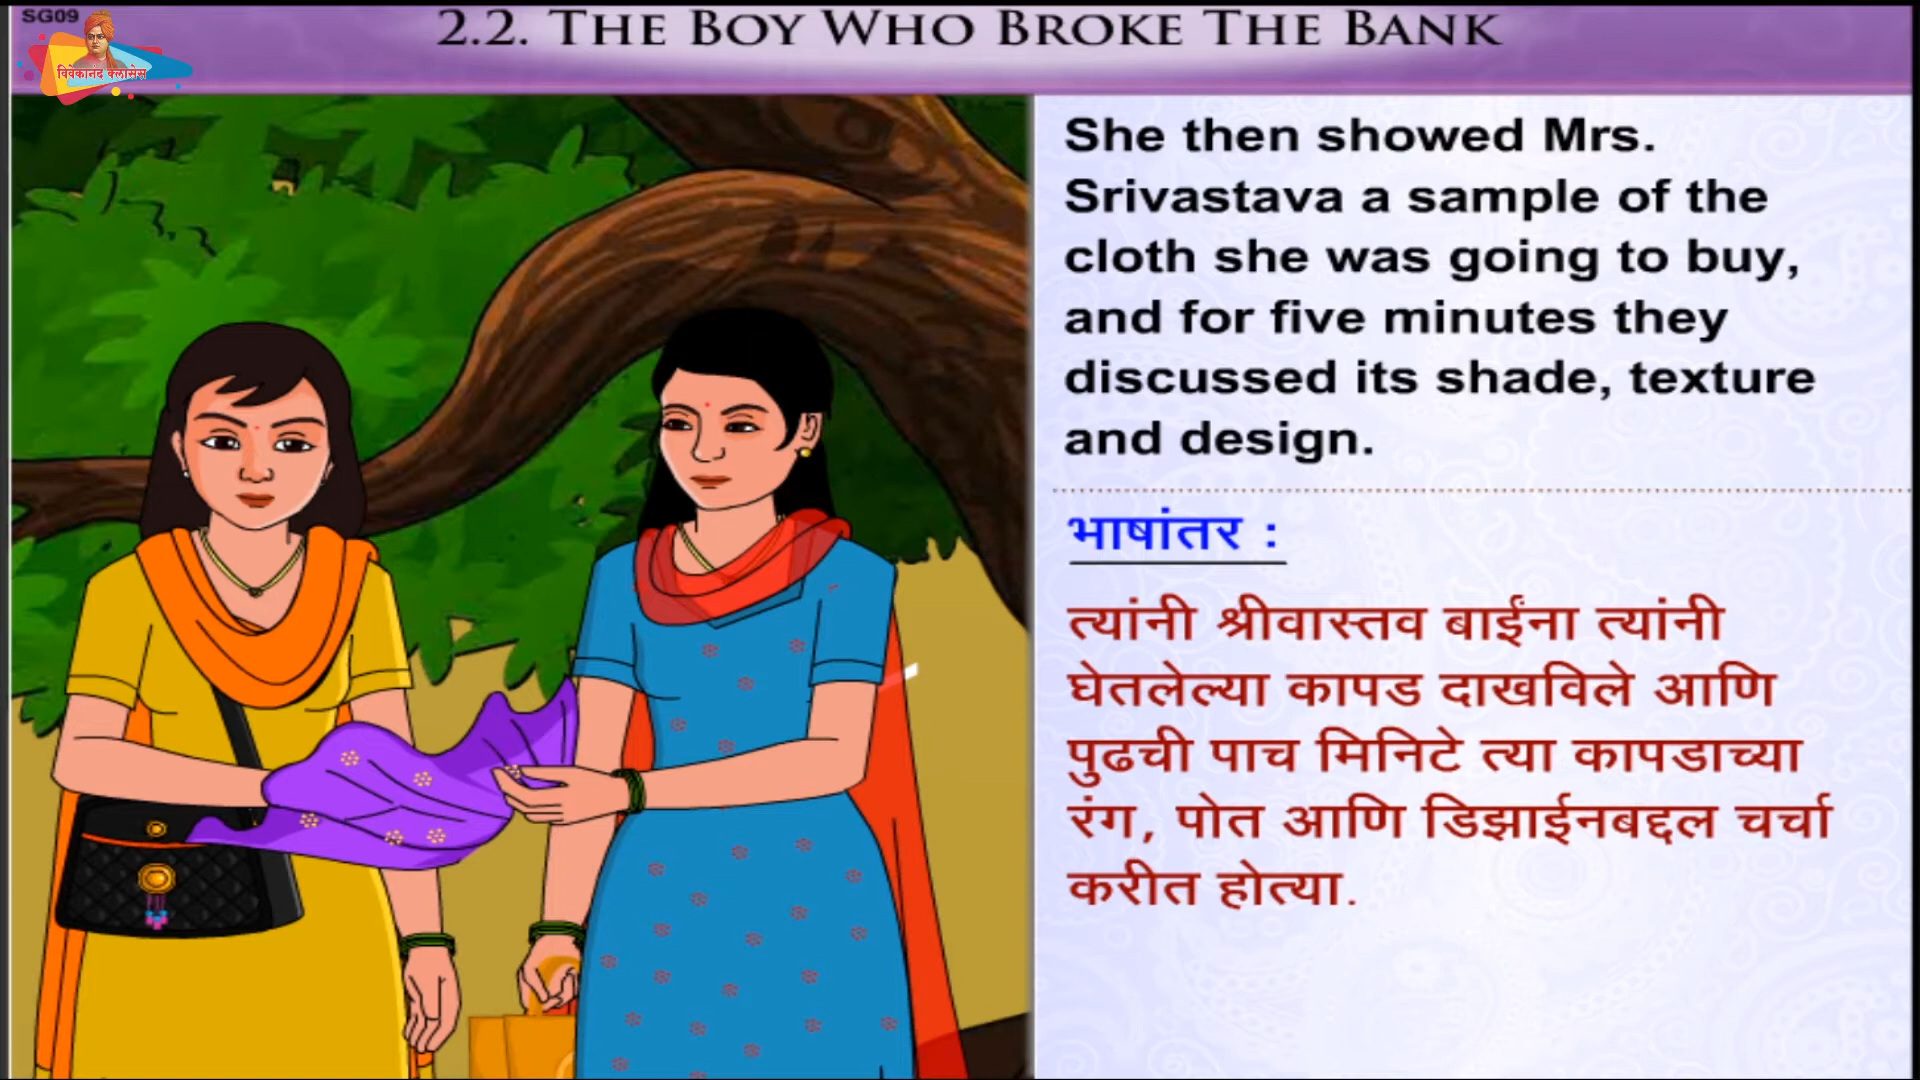 SG09
2.2. THE BOY WHO BROKE THE BANK
विवेकानंद क्लासेस
She then showed Mrs.
Srivastava a sample of the
cloth she was going to buy,
and for five minutes they
discussed its shade, texture
and design.
भाषांतर :
त्यांनी श्रीवास्तव बाईंना त्यांनी
घेतलेल्या कापड दाखविले आणि
पुढची पाच मिनिटे त्या कापडाच्या
रंग, पोत आणि डिझाईनबद्दल चर्चा
करीत होत्या.